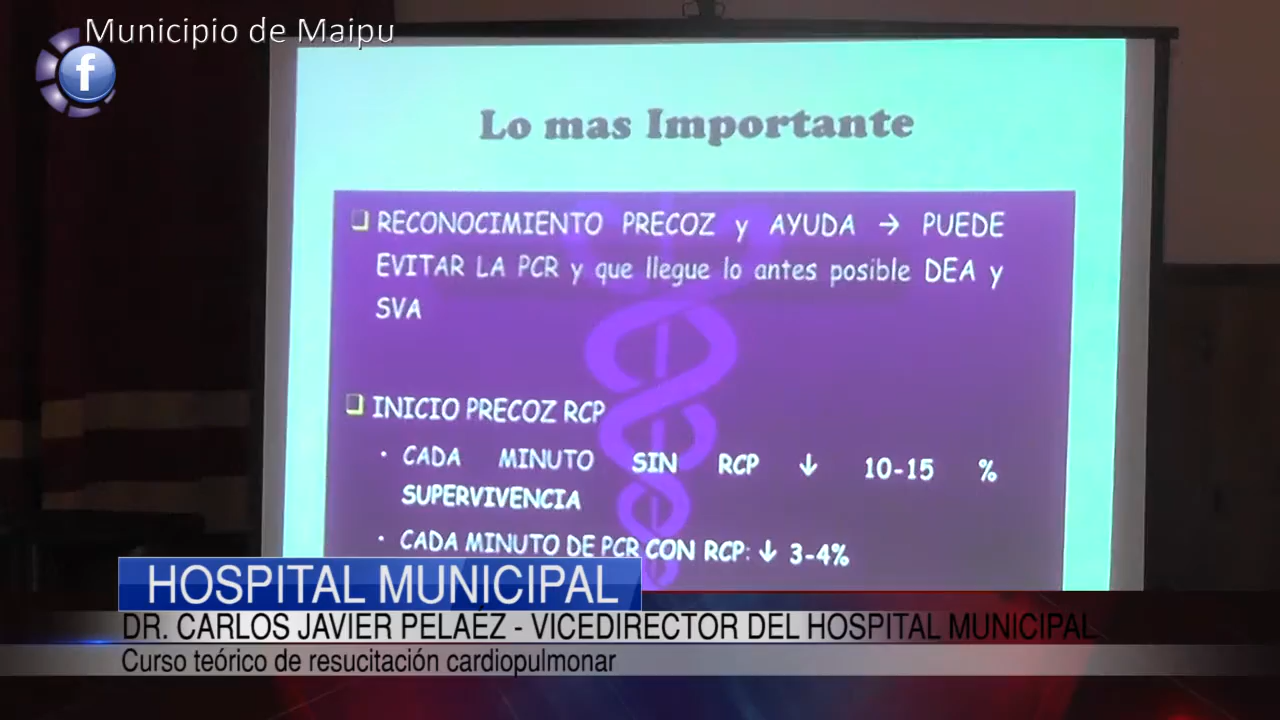 Municipio de Maipu
f
Lo mas Importante
❑ RECONOCIMIENTO PRECOZ y AYUDA → PUEDE
EVITAR LA PCR y que llegue lo antes posible DEA y
SVA
❑ INICIO PRECOZ RCP
• CADA MINUTO SIN RCP ↓ 10-15 %
SUPERVIVENCIA
• CADA MINUTO DE PCR CON RCP: ↓ 3-4%
HOSPITAL MUNICIPAL
DR. CARLOS JAVIER PELAÉZ - VICEDIRECTOR DEL HOSPITAL MUNICIPAL
Curso teórico de resucitación cardiopulmonar